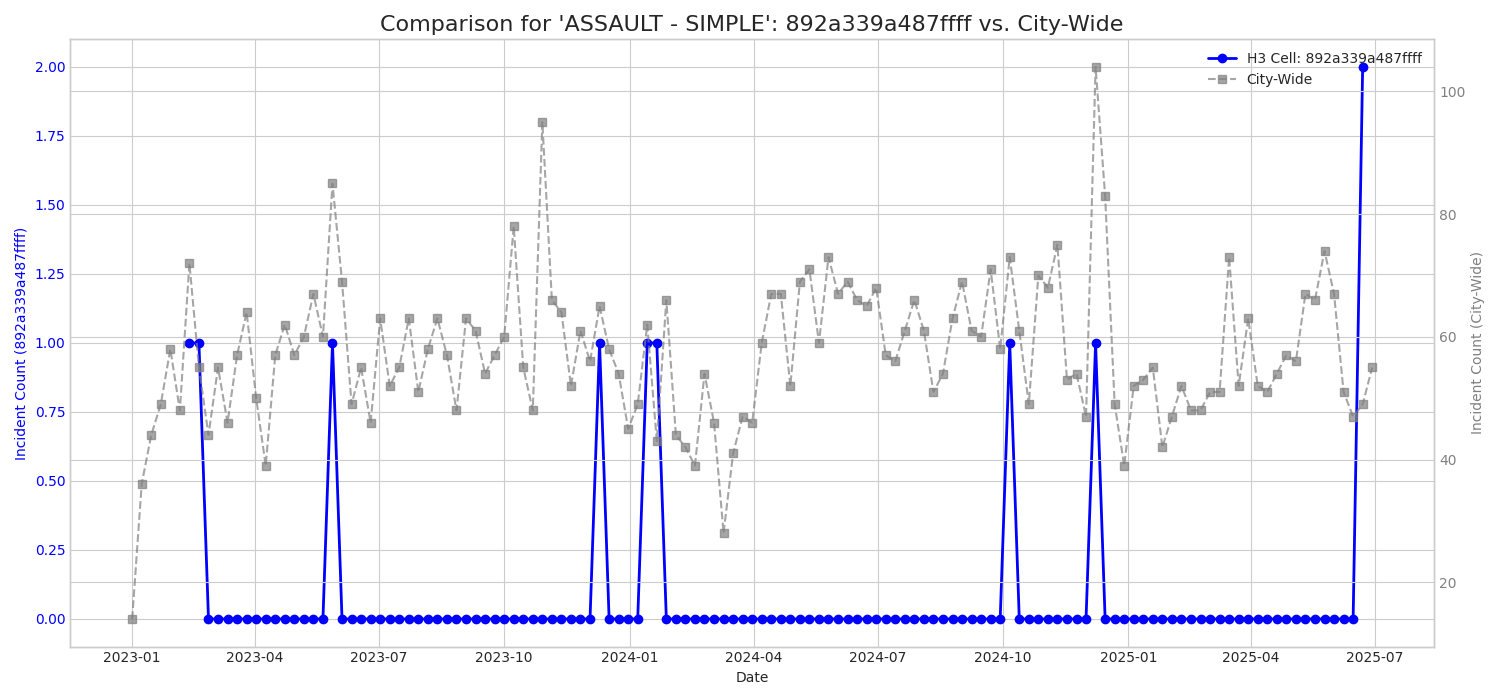 Comparison for 'ASSAULT - SIMPLE': 892a339a487ffff vs. City-Wide
H3 Cell: 892a339a487ffff
City-Wide
Incident Count (892a339a487ffff)
2.00
1.75
1.50
1.25
1.00
0.75
0.50
0.25
0.00
100
80
60
40
20
Incident Count (City-Wide)
2023-01 2023-04 2023-07 2023-10 2024-01 2024-04 2024-07 2024-10 2025-01 2025-04 2025-07
Date